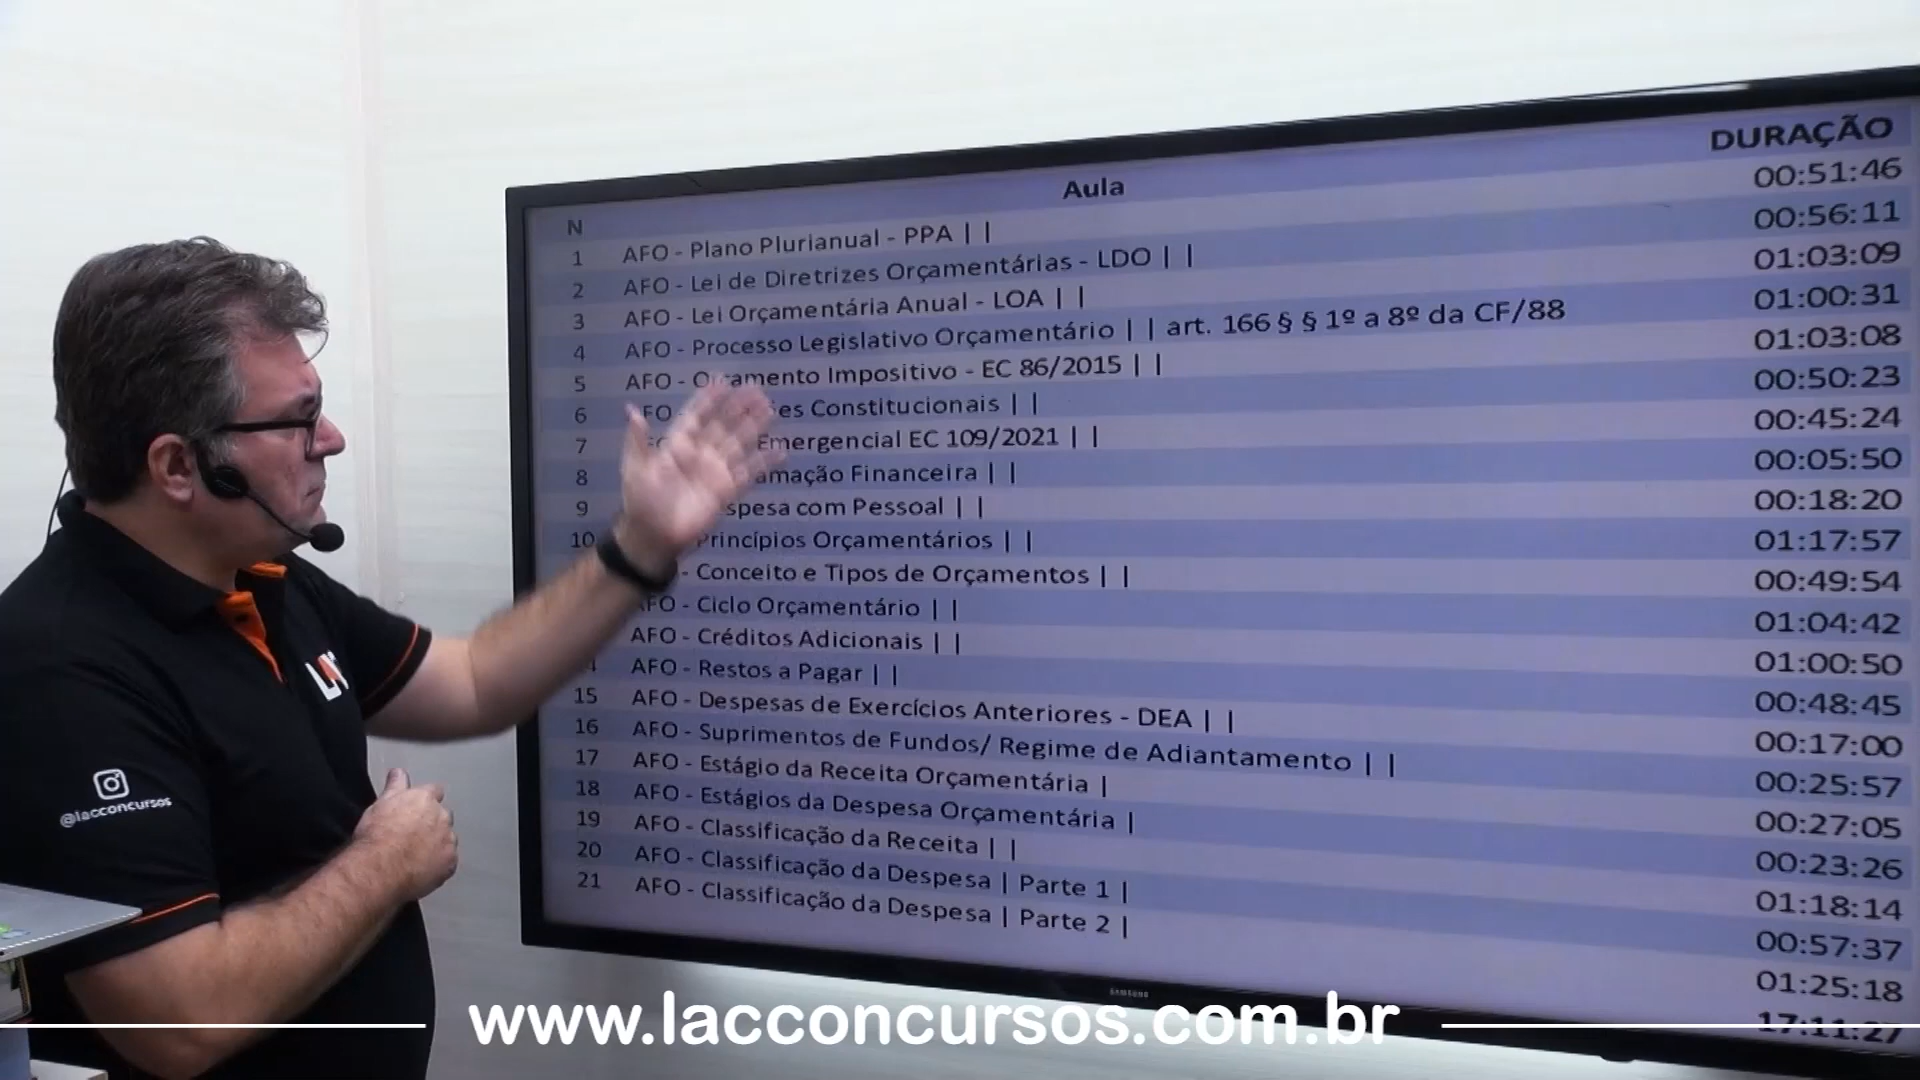 DURAÇÃO
N Aula
1 AFO - Plano Plurianual - PPA | | 00:51:46
2 AFO - Lei de Diretrizes Orçamentárias - LDO | | 00:56:11
3 AFO - Lei Orçamentária Anual - LOA | | 01:03:09
4 AFO - Processo Legislativo Orçamentário | | art. 166 § § 1º a 8º da CF/88 01:00:31
5 AFO - Orçamento Impositivo - EC 86/2015 | | 01:03:08
6 Constitucionais | | 00:50:23
7 Emergencial EC 109/2021 | | 00:45:24
8 Financeira | | 00:05:50
9 com Pessoal | | 00:18:20
10 Princípios Orçamentários | | 01:17:57
- Conceito e Tipos de Orçamentos | | 00:49:54
AFO - Ciclo Orçamentário | | 01:04:42
AFO - Créditos Adicionais | | 01:00:50
AFO - Restos a Pagar | | 00:48:45
15 AFO - Despesas de Exercícios Anteriores - DEA | | 00:17:00
16 AFO - Suprimentos de Fundos/ Regime de Adiantamento | | 00:25:57
17 AFO - Estágio da Receita Orçamentária | 00:27:05
18 AFO - Estágios da Despesa Orçamentária | 00:23:26
19 AFO - Classificação da Receita | | 01:18:14
20 AFO - Classificação da Despesa | Parte 1 | 00:57:37
21 AFO - Classificação da Despesa | Parte 2 | 01:25:18
17:11:27
SAMSUNG
@lacconcursos
www.lacconcursos.com.br